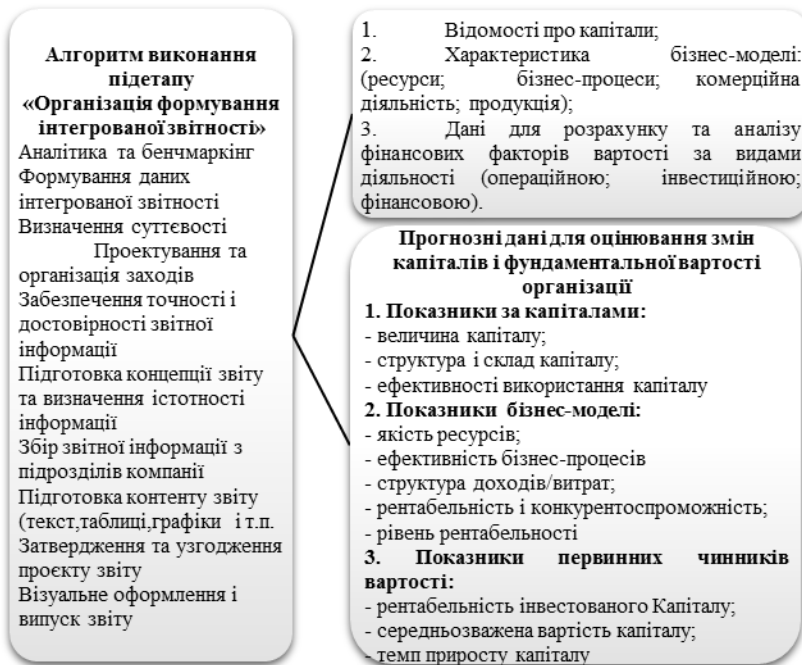 Алгоритм виконання
підетапу
«Організація формування
інтегрованої звітності»
Аналітика та бенчмаркінг
Формування даних
інтегрованої звітності
Визначення суттєвості
Проектування та
організація заходів
Забезпечення точності і
достовірності звітної
інформації
Підготовка концепції звіту
та визначення істотності
інформації
Збір звітної інформації з
підрозділів компанії
Підготовка контенту звіту
(текст,таблиці,графіки і т.п.
Затвердження та узгодження
проєкту звіту
Візуальне оформлення і
випуск звіту
1. Відомості про капітали;
2. Характеристика бізнес-моделі:
(ресурси; бізнес-процеси; комерційна
діяльність; продукція);
3. Дані для розрахунку та аналізу
фінансових факторів вартості за видами
діяльності (операційною; інвестиційною;
фінансовою).
Прогнозні дані для оцінювання змін
капіталів і фундаментальної вартості
організації
1. Показники за капіталами:
- величина капіталу;
- структура і склад капіталу;
- ефективності використання капіталу
2. Показники бізнес-моделі:
- якість ресурсів;
- ефективність бізнес-процесів
- структура доходів/витрат;
- рентабельність і конкурентоспроможність;
- рівень рентабельності
3. Показники первинних чинників
вартості:
- рентабельність інвестованого Капіталу;
- середньозважена вартість капіталу;
- темп приросту капіталу